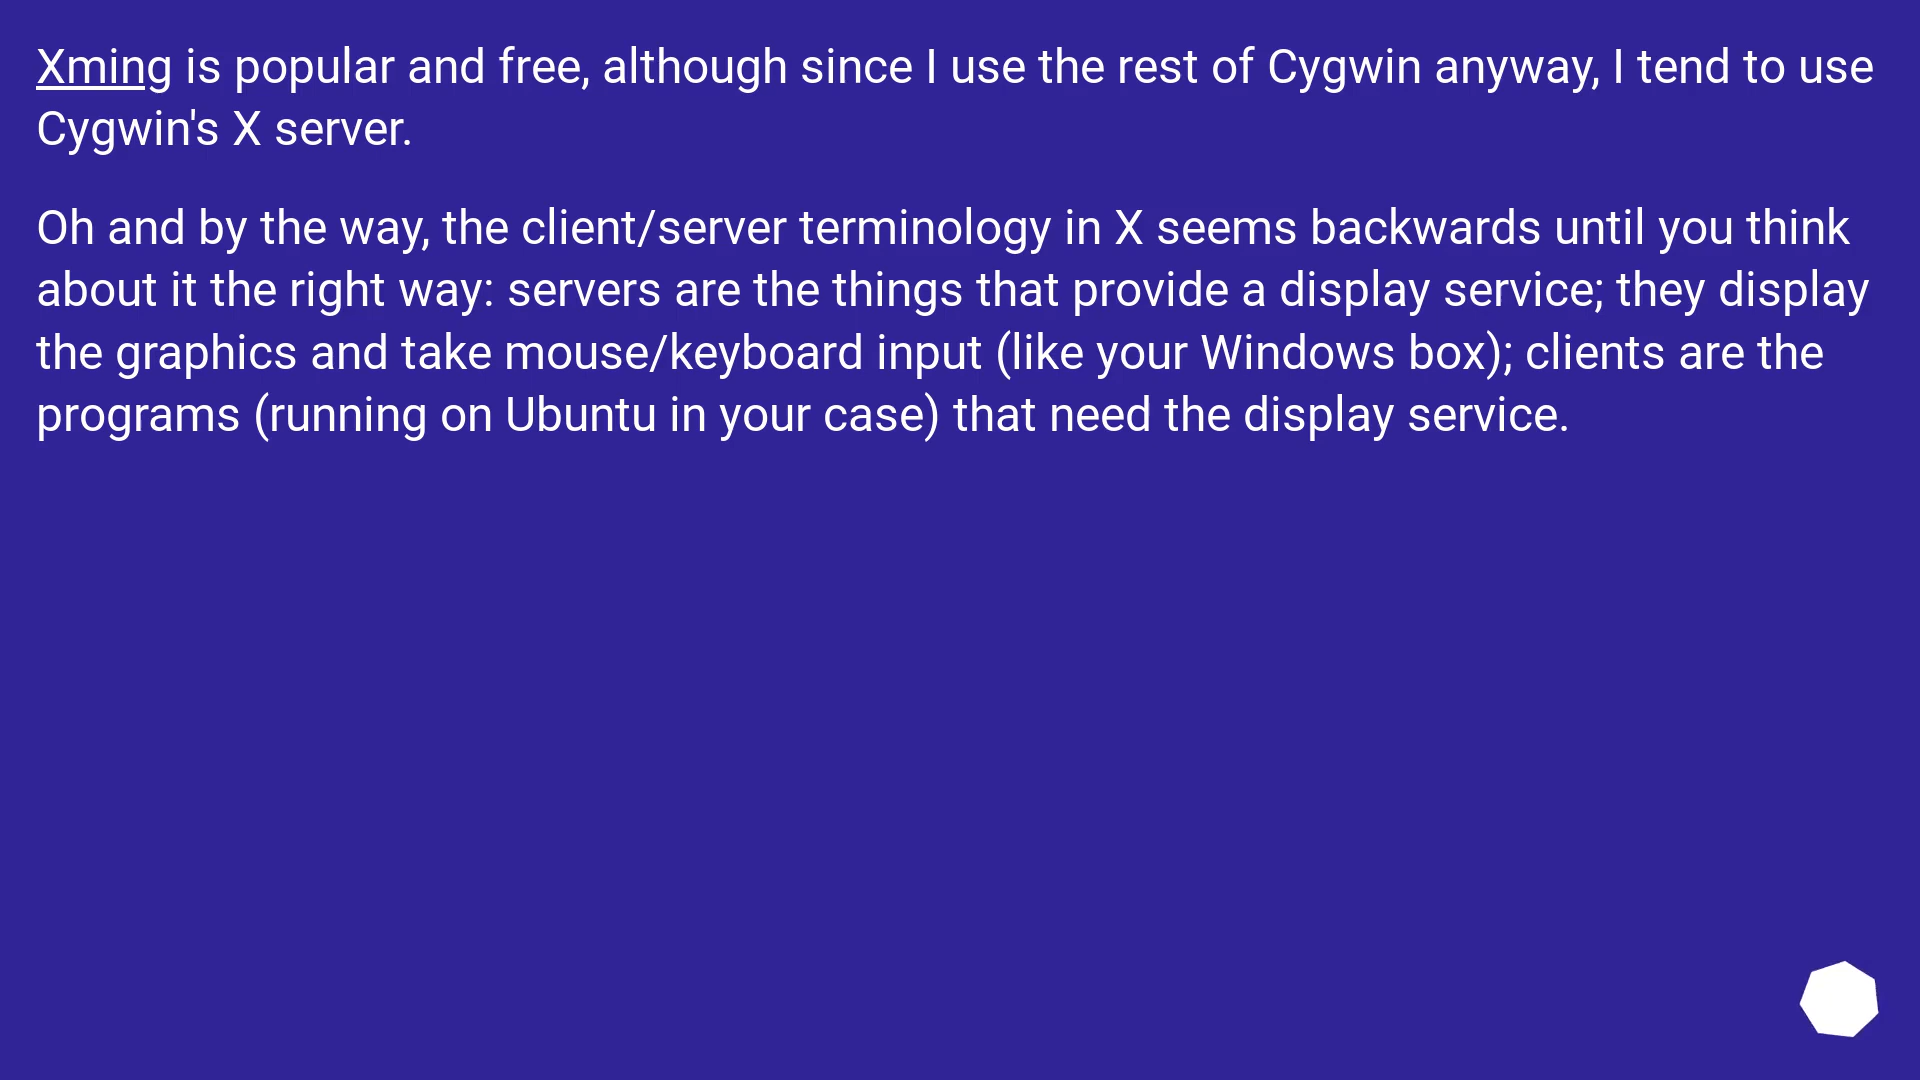 Xming is popular and free, although since I use the rest of Cygwin anyway, I tend to use
Cygwin's X server.
Oh and by the way, the client/server terminology in X seems backwards until you think
about it the right way: servers are the things that provide a display service; they display
the graphics and take mouse/keyboard input (like your Windows box); clients are the
programs (running on Ubuntu in your case) that need the display service.